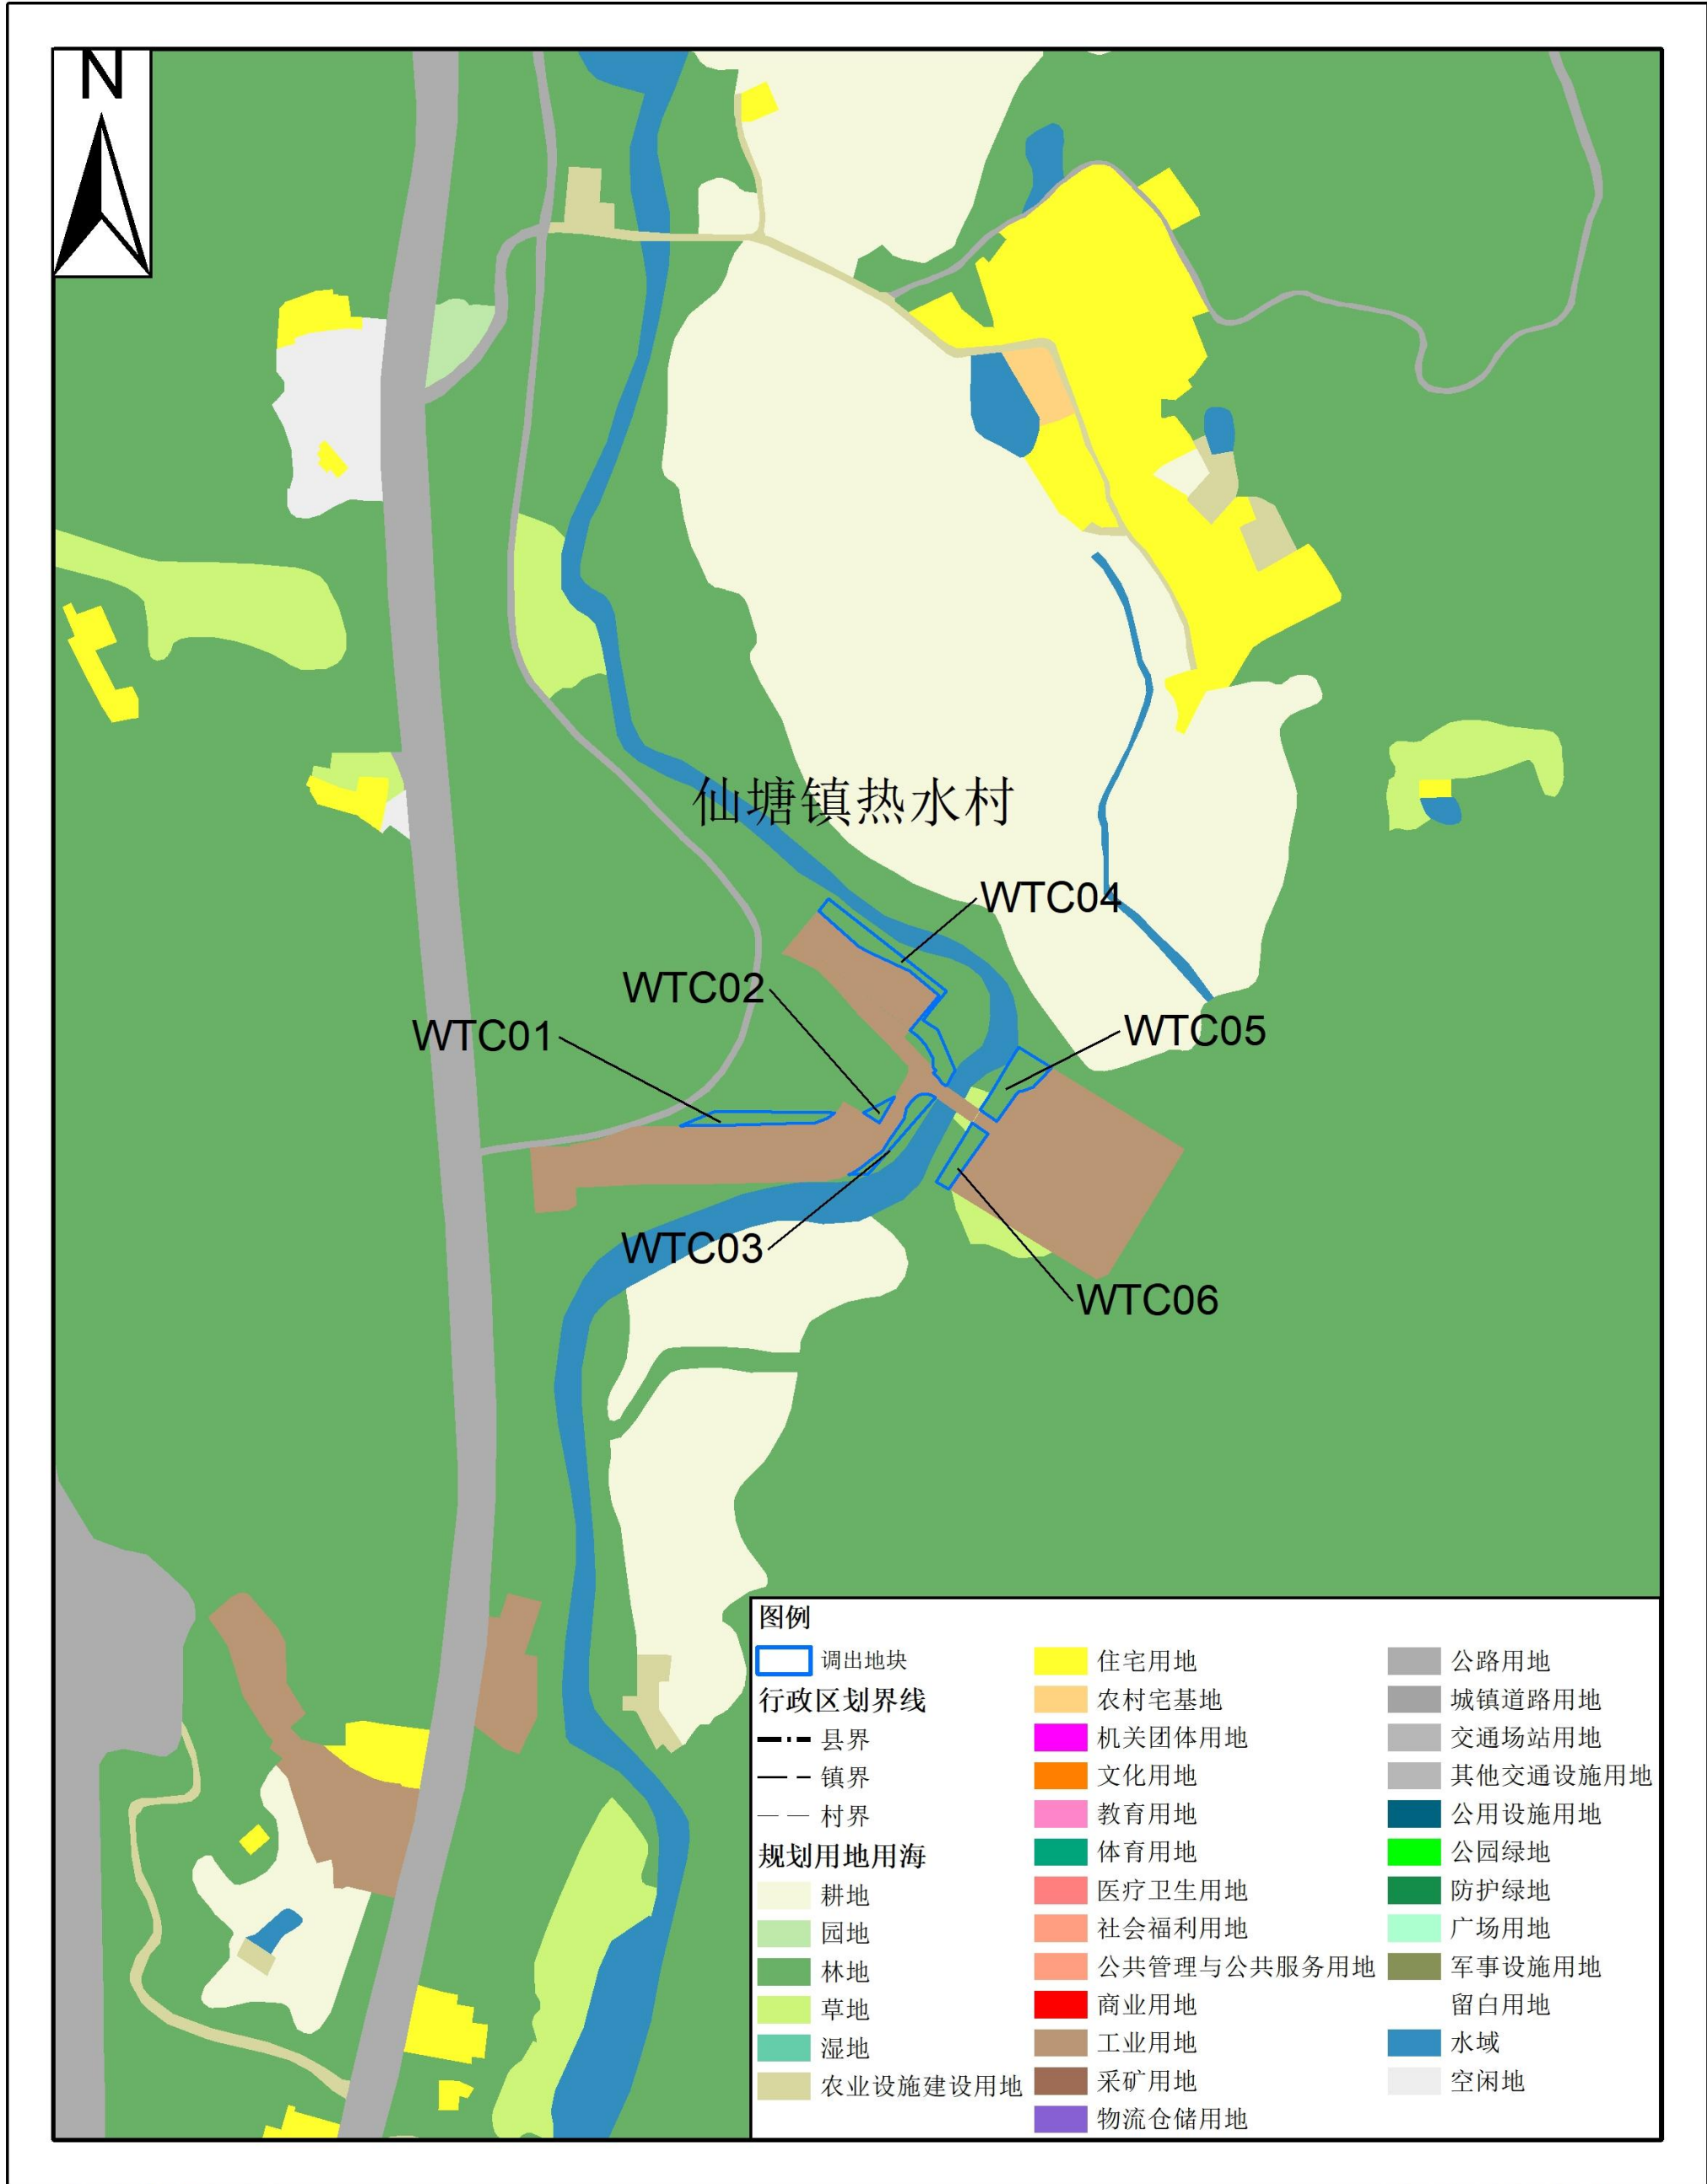 N
仙塘镇热水村
WTC04
WTC02
WTC01
WTC05
WTC03
WTC06
图例
调出地块
行政区划界线
县界
镇界
村界
规划用地用海
耕地
园地
林地
草地
湿地
农业设施建设用地
住宅用地
农村宅基地
机关团体用地
文化用地
教育用地
体育用地
医疗卫生用地
社会福利用地
公共管理与公共服务用地
商业用地
工业用地
采矿用地
物流仓储用地
公路用地
城镇道路用地
交通场站用地
其他交通设施用地
公用设施用地
公园绿地
防护绿地
广场用地
军事设施用地
留白用地
水域
空闲地